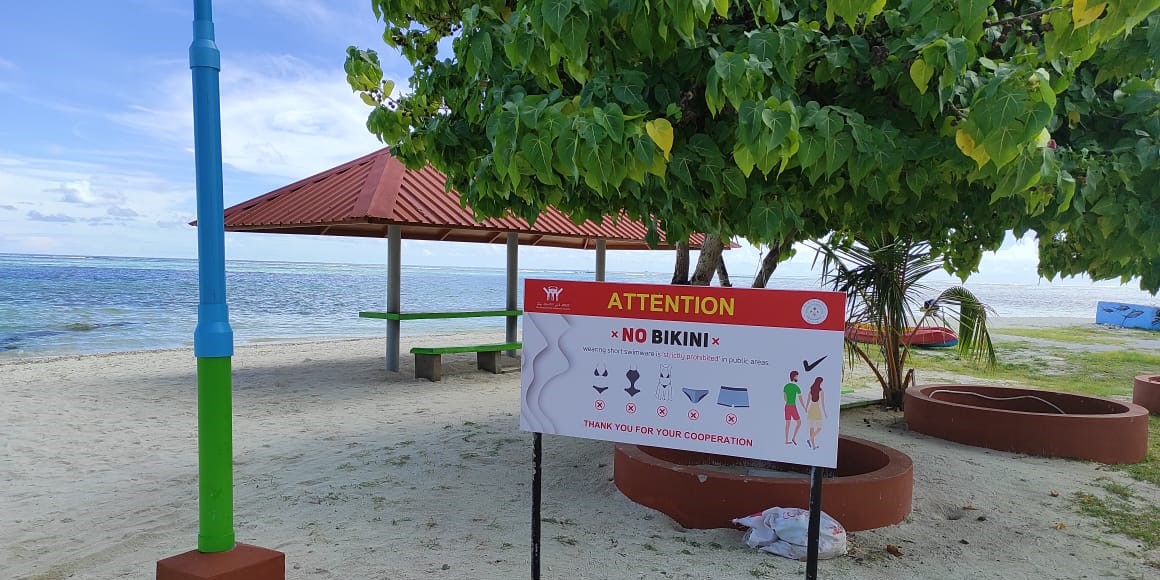 ATTENTION
× NO BIKINI ×
wearing short swimwear is 'strictly prohibited' in public areas
THANK YOU FOR YOUR COOPERATION